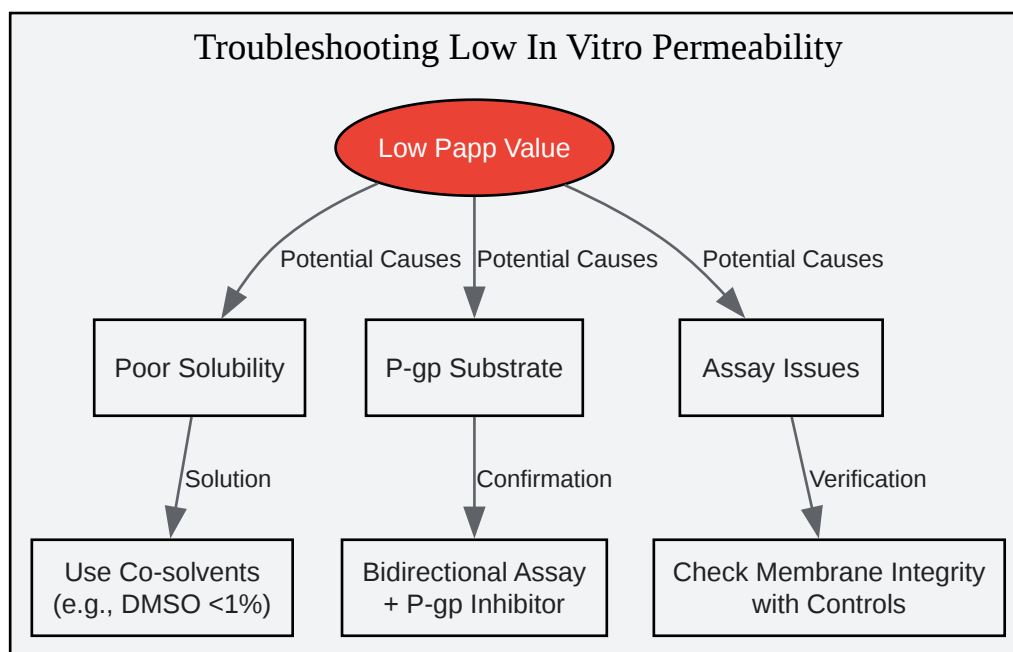 Troubleshooting Low In Vitro Permeability
Low Papp Value
Potential Causes
Potential Causes
Potential Causes
Poor Solubility
P-gp Substrate
Assay Issues
Solution
Confirmation
Verification
Use Co-solvents
(e.g., DMSO <1%)
Bidirectional Assay
+ P-gp Inhibitor
Check Membrane Integrity
with Controls